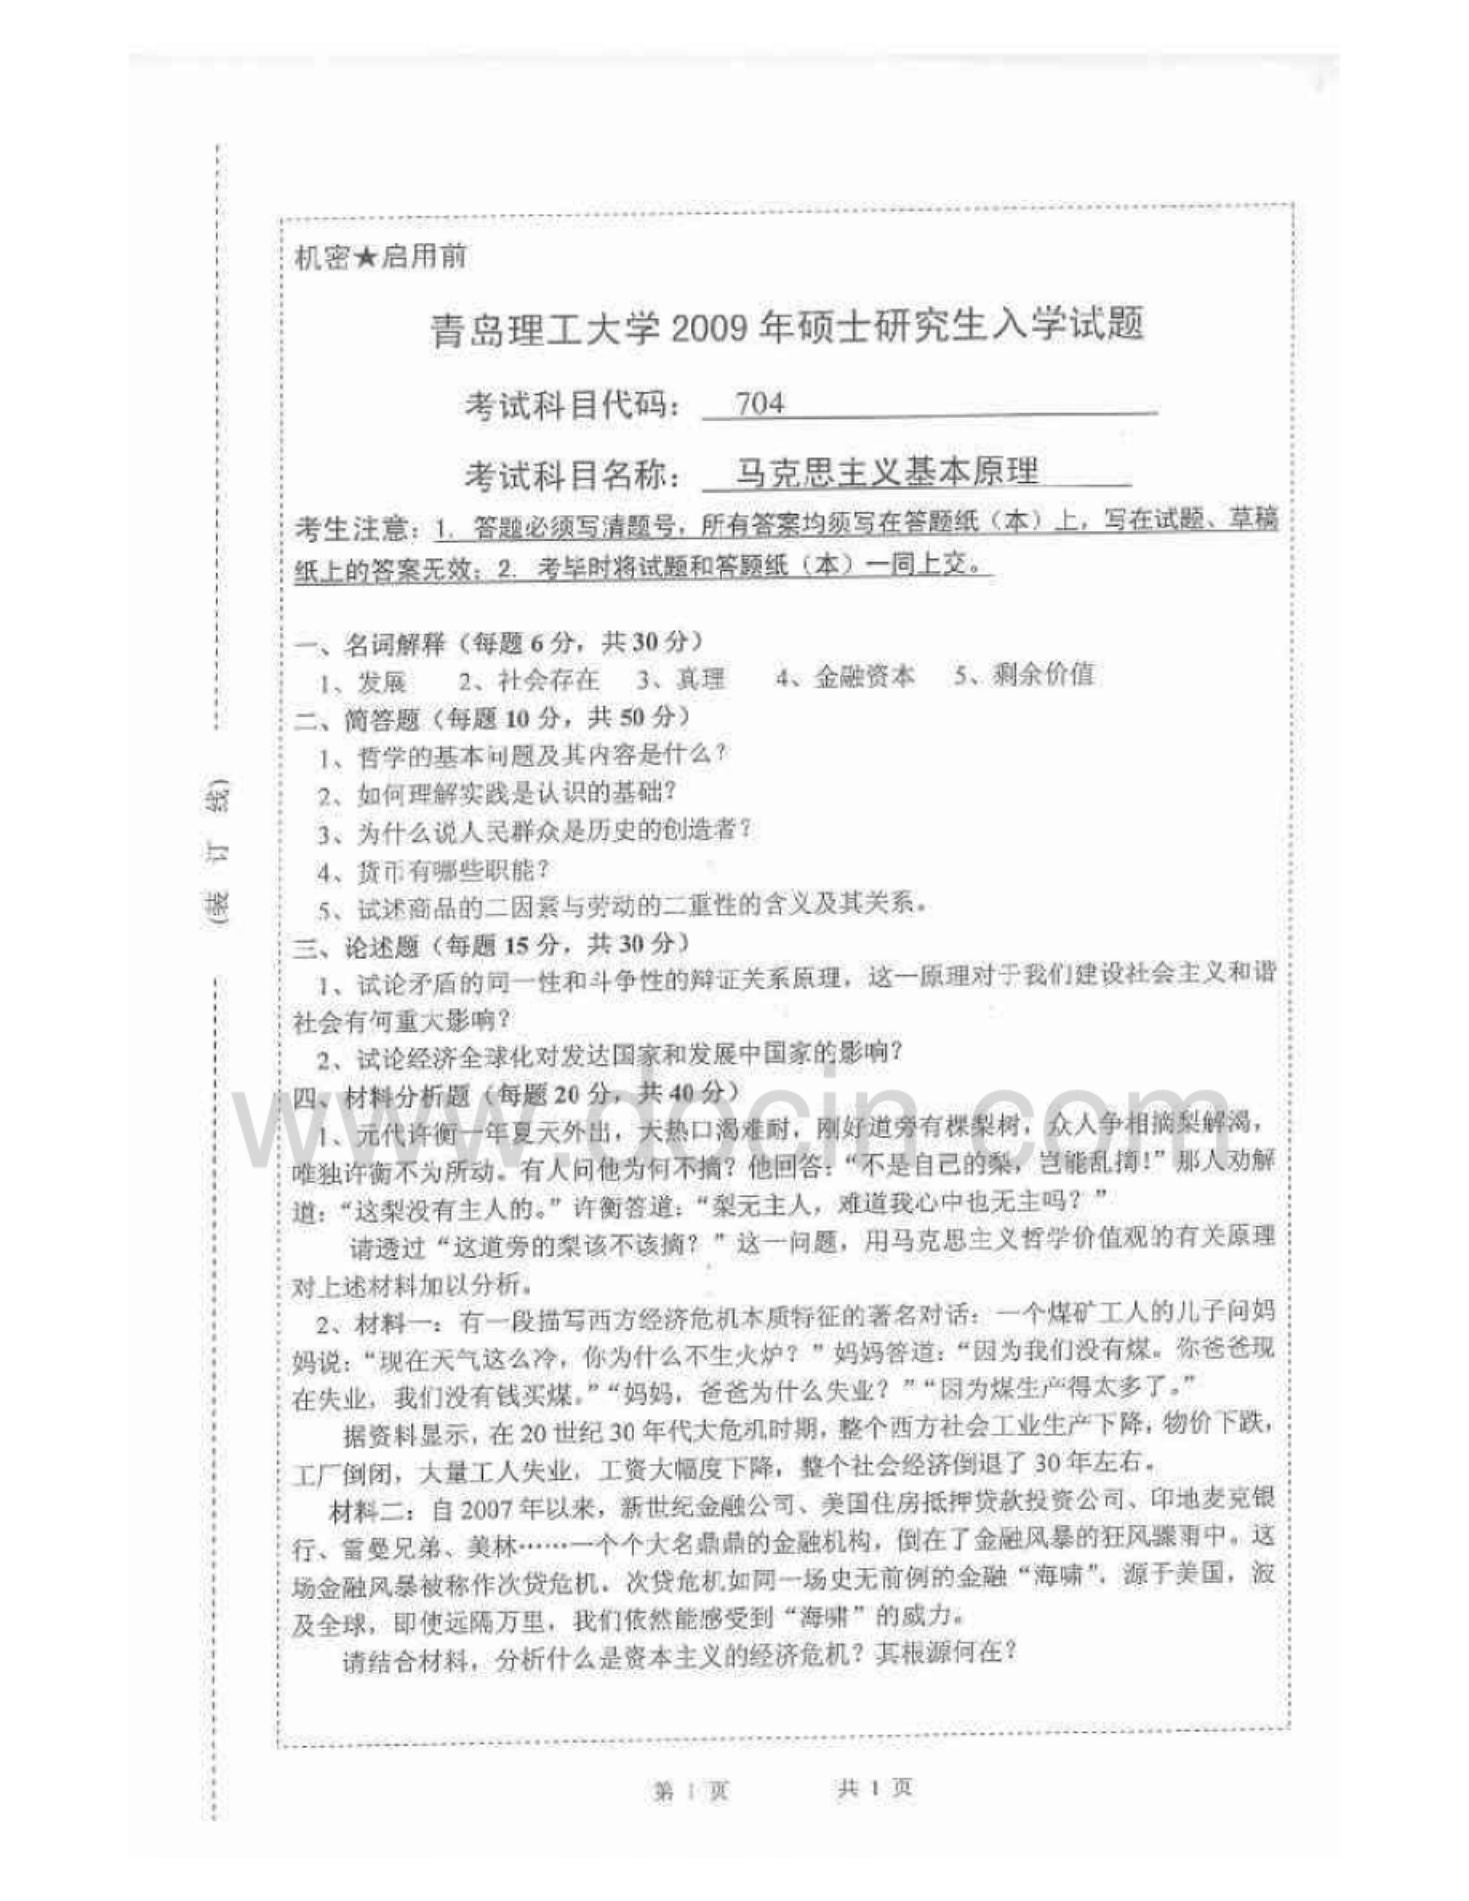 机密★启用前
青岛理工大学 2009 年硕士研究生入学试题
考试科目代码： 704
考试科目名称： 马克思主义基本原理
考生注意：1. 答题必须写清题号，所有答案均须写在答题纸（本）上，写在试题、草稿
纸上的答案无效；2. 考毕时将试题和答题纸（本）一同上交。
一、名词解释（每题 6 分，共 30 分）
1、发展 2、社会存在 3、真理 4、金融资本 5、剩余价值
二、简答题（每题 10 分，共 50 分）
1、哲学的基本问题及其内容是什么？
2、如何理解实践是认识的基础？
3、为什么说人民群众是历史的创造者？
4、货币有哪些职能？
5、试述商品的二因素与劳动的二重性的含义及其关系。
三、论述题（每题 15 分，共 30 分）
1、试论矛盾的同一性和斗争性的辩证关系原理，这一原理对于我们建设社会主义和谐
社会有何重大影响？
2、试论经济全球化对发达国家和发展中国家的影响？
四、材料分析题（每题 20 分，共 40 分）
1、元代许衡一年夏天外出，天热口渴难耐，刚好道旁有棵梨树，众人争相摘梨解渴，
唯独许衡不为所动。有人问他为何不摘？他回答：“不是自己的梨，岂能乱摘！”那人劝解
道：“这梨没有主人的。”许衡答道：“梨无主人，难道我心中也无主吗？”
请透过“这道旁的梨该不该摘？”这一问题，用马克思主义哲学价值观的有关原理
对上述材料加以分析。
2、材料一：有一段描写西方经济危机本质特征的著名对话：一个煤矿工人的儿子问妈
妈说：“现在天气这么冷，你为什么不生火炉？”妈妈答道：“因为我们没有煤。你爸爸现
在失业，我们没有钱买煤。”“妈妈，爸爸为什么失业？”“因为煤生产得太多了。”
据资料显示，在 20 世纪 30 年代大危机时期，整个西方社会工业生产下降，物价下跌，
工厂倒闭，大量工人失业，工资大幅度下降，整个社会经济倒退了 30 年左右。
材料二：自 2007 年以来，新世纪金融公司、美国住房抵押贷款投资公司、印地麦克银
行、雷曼兄弟、美林……一个个大名鼎鼎的金融机构，倒在了金融风暴的狂风骤雨中。这
场金融风暴被称作次贷危机，次贷危机如同一场史无前例的金融“海啸”，源于美国，波
及全球，即使远隔万里，我们依然能感受到“海啸”的威力。
请结合材料，分析什么是资本主义的经济危机？其根源何在？
第 1 页 共 1 页
（装 订 线）
www.docin.com